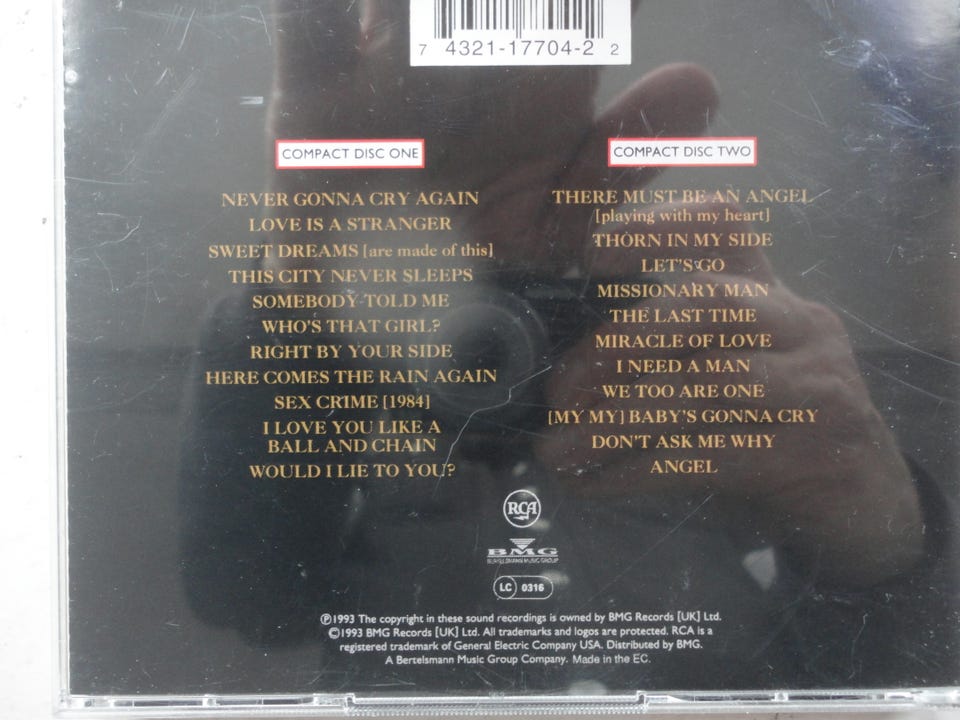 7 4321-17704-2 2
COMPACT DISC ONE
NEVER GONNA CRY AGAIN
LOVE IS A STRANGER
SWEET DREAMS [are made of this]
THIS CITY NEVER SLEEPS
SOMEBODY TOLD ME
WHO'S THAT GIRL?
RIGHT BY YOUR SIDE
HERE COMES THE RAIN AGAIN
SEX CRIME [1984]
I LOVE YOU LIKE A
BALL AND CHAIN
WOULD I LIE TO YOU?
COMPACT DISC TWO
THERE MUST BE AN ANGEL
[playing with my heart]
THORN IN MY SIDE
LET'S GO
MISSIONARY MAN
THE LAST TIME
MIRACLE OF LOVE
I NEED A MAN
WE TOO ARE ONE
[MY MY] BABY'S GONNA CRY
DON'T ASK ME WHY
ANGEL
RCA
BMG
BERTELSMANN MUSIC GROUP
LC 0316
℗1993 The copyright in these sound recordings is owned by BMG Records [UK] Ltd.
©1993 BMG Records [UK] Ltd. All trademarks and logos are protected. RCA is a
registered trademark of General Electric Company USA. Distributed by BMG.
A Bertelsmann Music Group Company. Made in the EC.